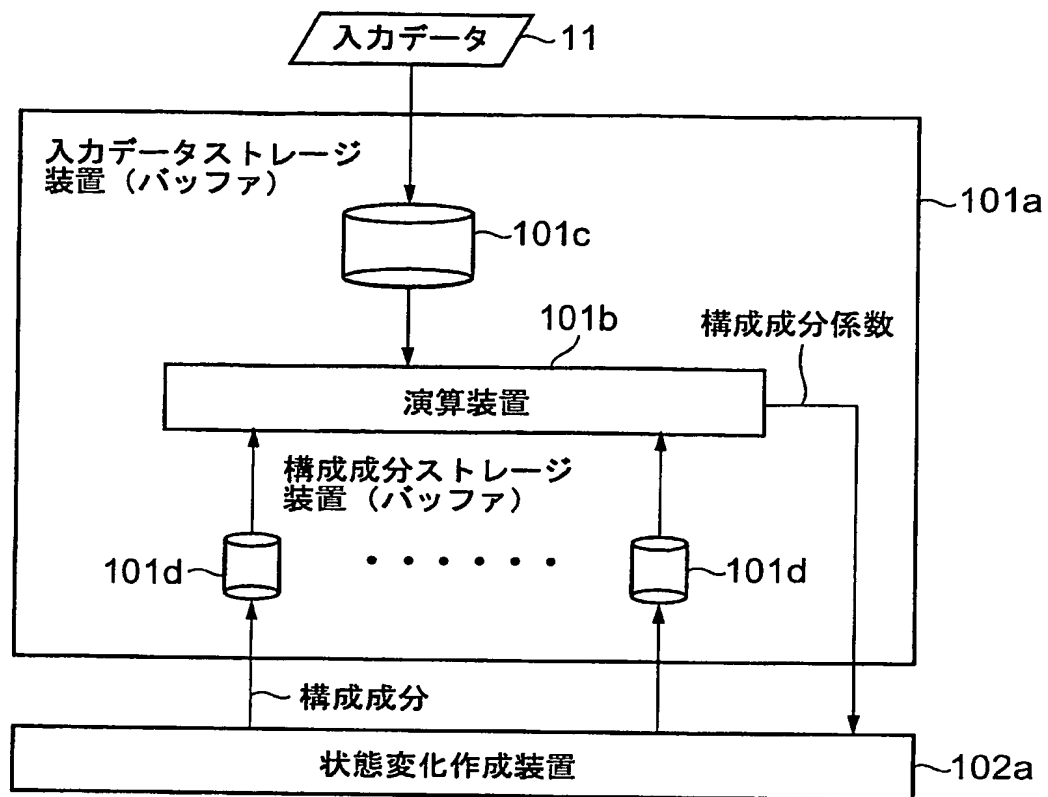 入力データ
11
入力データストレージ
装置(バッファ)
101a
101c
101b
構成成分係数
演算装置
構成成分ストレージ
装置(バッファ)
101d
101d
構成成分
状態変化作成装置
102a